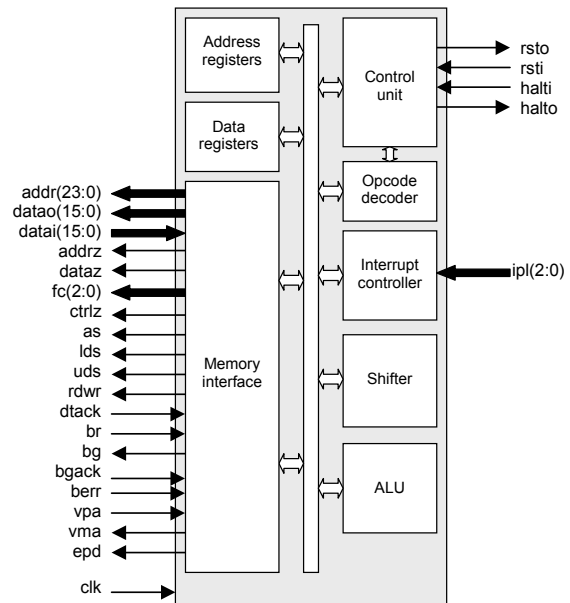 Address
registers
Data
registers
Control
unit
Opcode
decoder
Interrupt
controller
Shifter
ALU
Memory
interface
rsto
rsti
halti
halto
ipl(2:0)
addr(23:0)
datao(15:0)
datai(15:0)
addrz
dataz
fc(2:0)
ctrlz
as
lds
uds
rdwr
dtack
br
bg
bgack
berr
vpa
vma
epd
clk